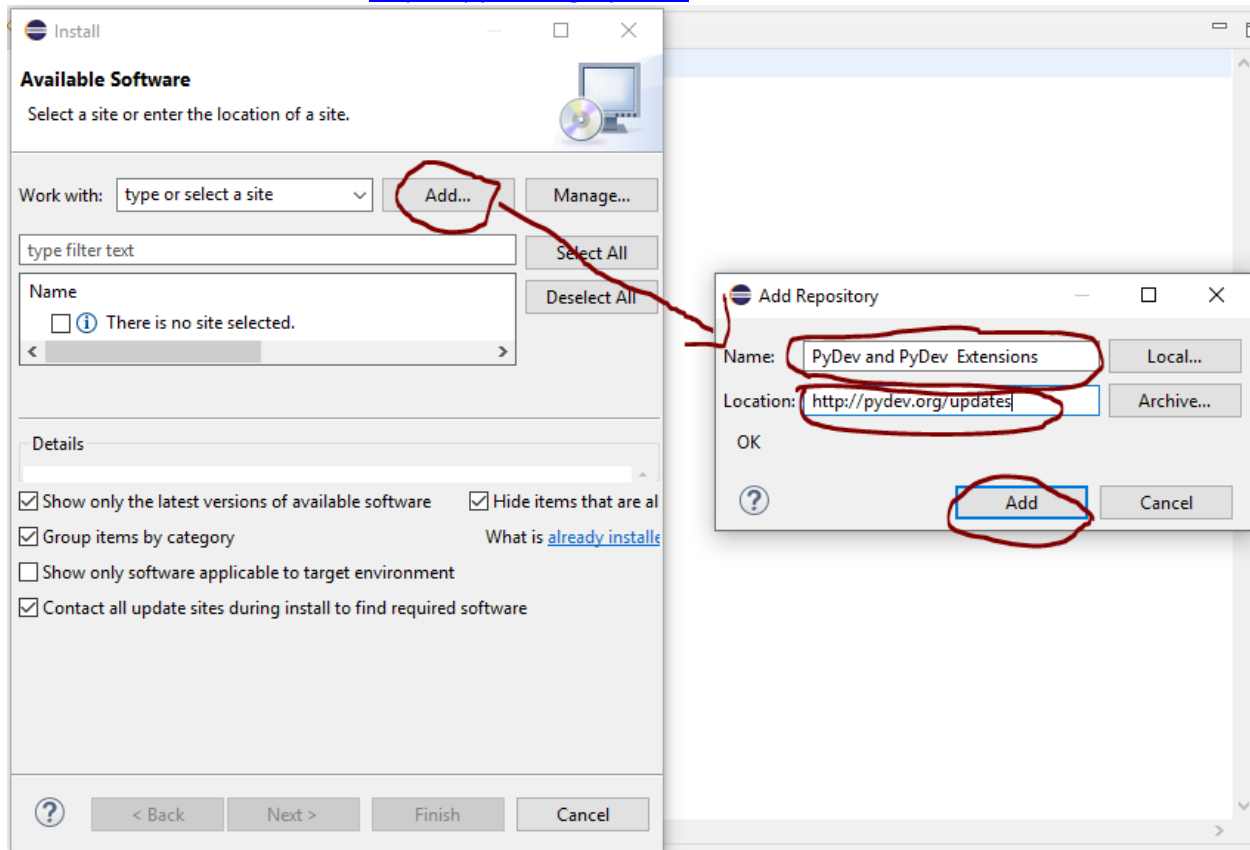 Install
Available Software
Select a site or enter the location of a site.
Work with: type or select a site Add... Manage...
type filter text Select All
Name Deselect All
There is no site selected.
Details
Show only the latest versions of available software Hide items that are al
Group items by category What is already installe
Show only software applicable to target environment
Contact all update sites during install to find required software
< Back Next > Finish Cancel
Add Repository
Name: PyDev and PyDev Extensions Local...
Location: http://pydev.org/updates Archive...
OK
Add Cancel